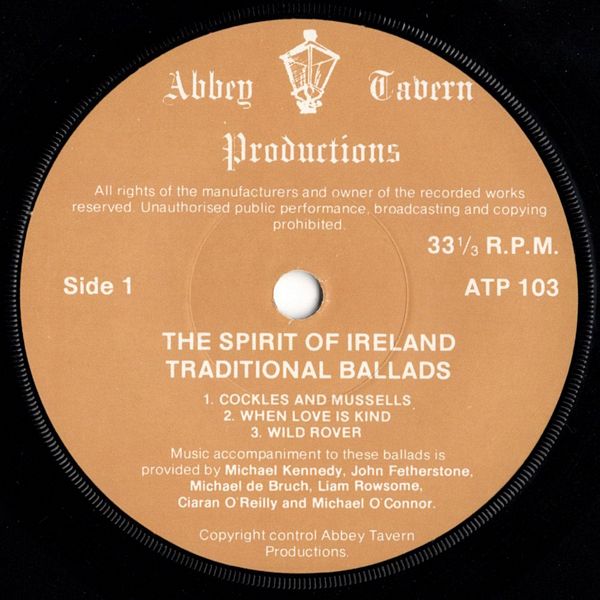 Abbey Tavern
Productions
All rights of the manufacturers and owner of the recorded works
reserved. Unauthorised public performance, broadcasting and copying
prohibited.
33 1/3 R.P.M.
Side 1 ATP 103
THE SPIRIT OF IRELAND
TRADITIONAL BALLADS
1. COCKLES AND MUSSELLS
2. WHEN LOVE IS KIND
3. WILD ROVER
Music accompaniment to these ballads is
provided by Michael Kennedy, John Fetherstone,
Michael de Bruch, Liam Rowsome,
Ciaran O'Reilly and Michael O'Connor.
Copyright control Abbey Tavern
Productions.